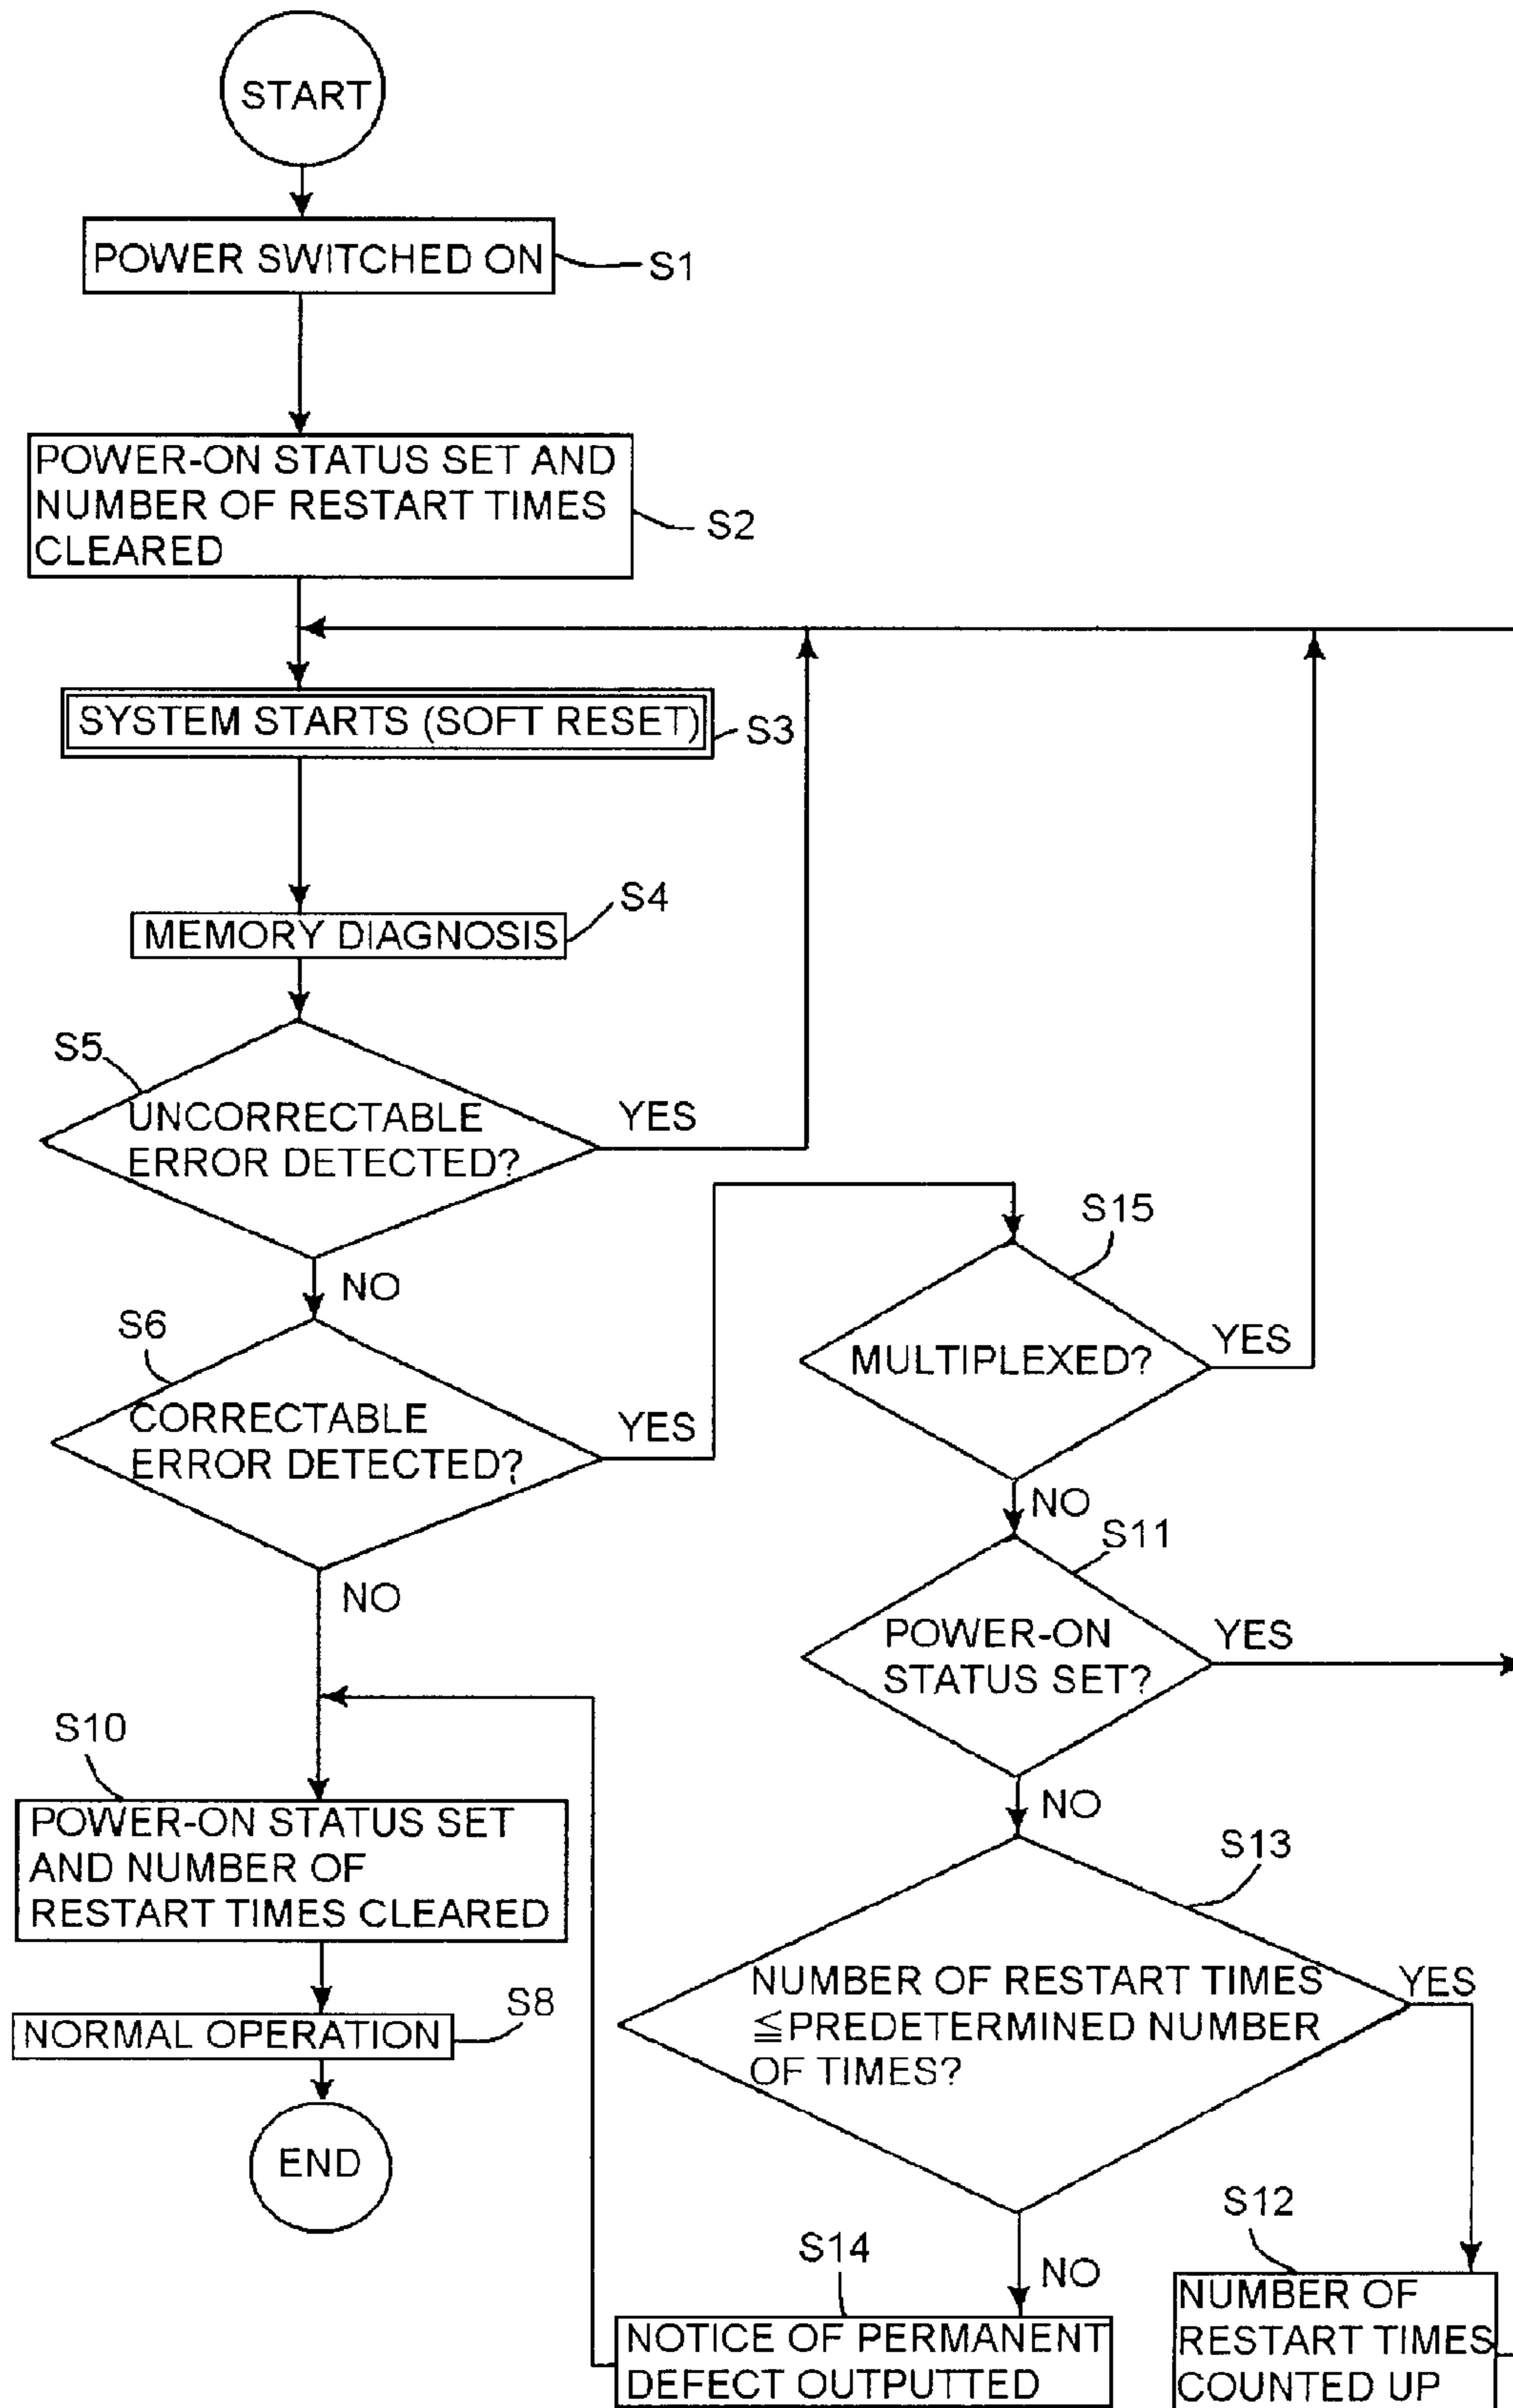 START
POWER SWITCHED ON
S1
POWER-ON STATUS SET AND
NUMBER OF RESTART TIMES
CLEARED
S2
SYSTEM STARTS (SOFT RESET)
S3
S4
MEMORY DIAGNOSIS
S5
UNCORRECTABLE
ERROR DETECTED?
YES
NO
S6
CORRECTABLE
ERROR DETECTED?
YES
NO
S15
MULTIPLEXED?
YES
NO
S11
POWER-ON
STATUS SET?
YES
NO
S10
POWER-ON STATUS SET
AND NUMBER OF
RESTART TIMES CLEARED
S8
NORMAL OPERATION
END
S13
NUMBER OF RESTART TIMES
≦PREDETERMINED NUMBER
OF TIMES?
YES
NO
S14
NOTICE OF PERMANENT
DEFECT OUTPUTTED
S12
NUMBER OF
RESTART TIMES
COUNTED UP